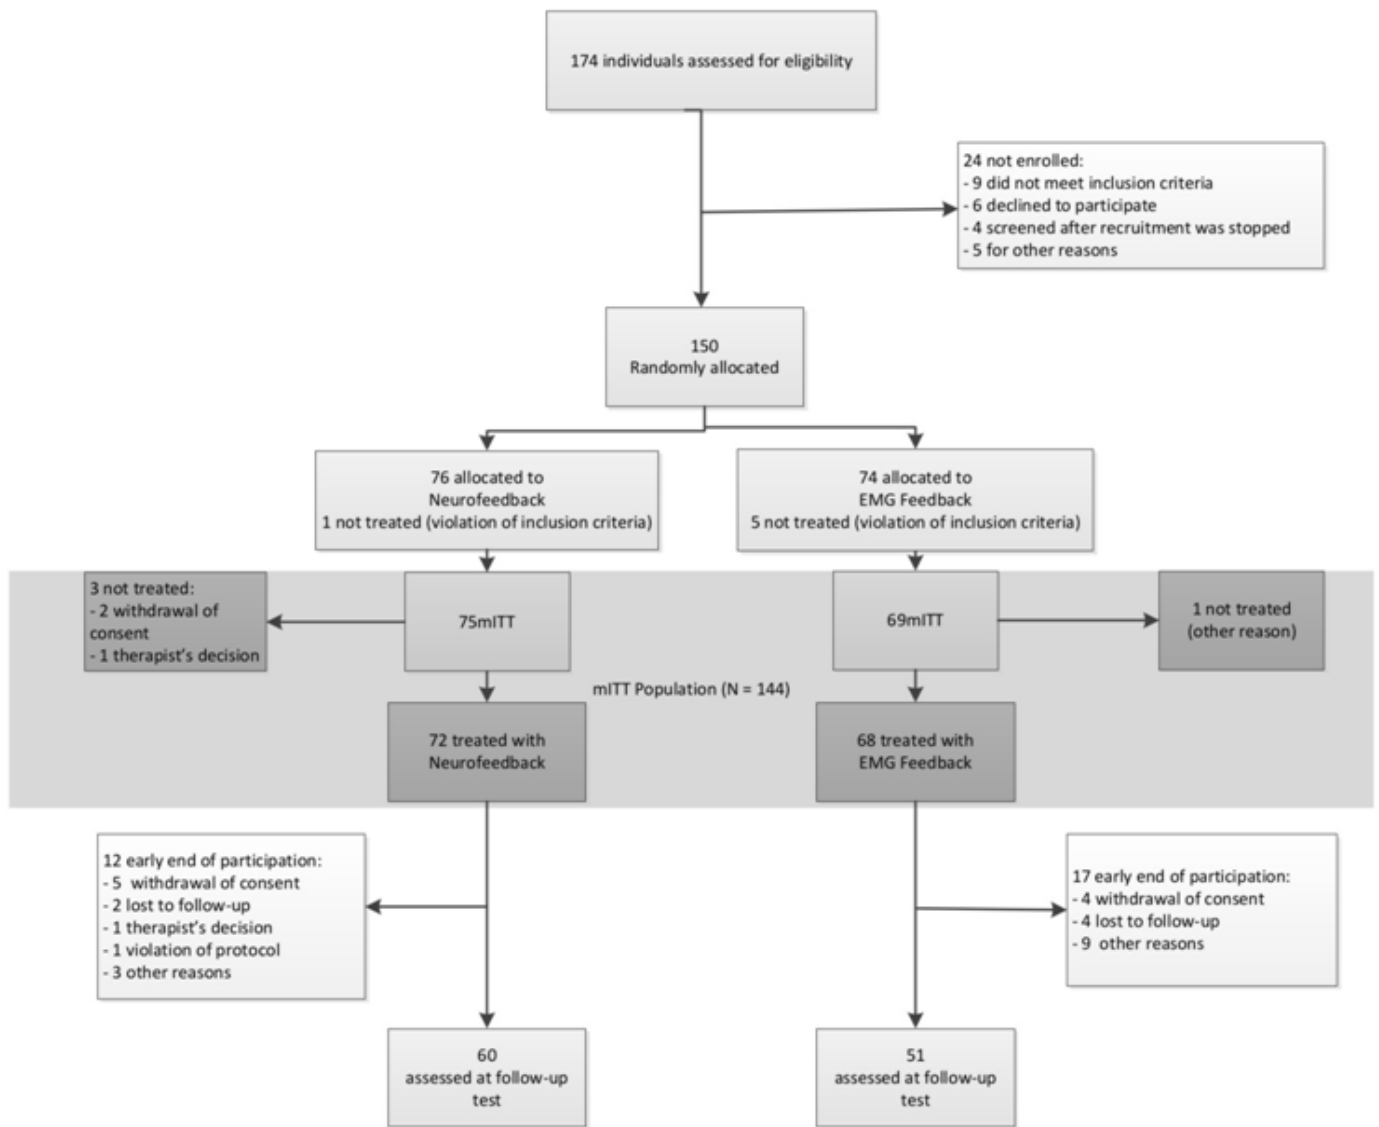 174 individuals assessed for eligibility
24 not enrolled:
- 9 did not meet inclusion criteria
- 6 declined to participate
- 4 screened after recruitment was stopped
- 5 for other reasons
150
Randomly allocated
76 allocated to
Neurofeedback
1 not treated (violation of inclusion criteria)
74 allocated to
EMG Feedback
5 not treated (violation of inclusion criteria)
3 not treated:
- 2 withdrawal of
consent
- 1 therapist's decision
75mITT
69mITT
1 not treated
(other reason)
mITT Population (N = 144)
72 treated with
Neurofeedback
68 treated with
EMG Feedback
12 early end of participation:
- 5  withdrawal of consent
- 2 lost to follow-up
- 1 therapist's decision
- 1 violation of protocol
- 3 other reasons
17 early end of participation:
- 4 withdrawal of consent
- 4 lost to follow-up
- 9  other reasons
60
assessed at follow-up
test
51
assessed at follow-up
test